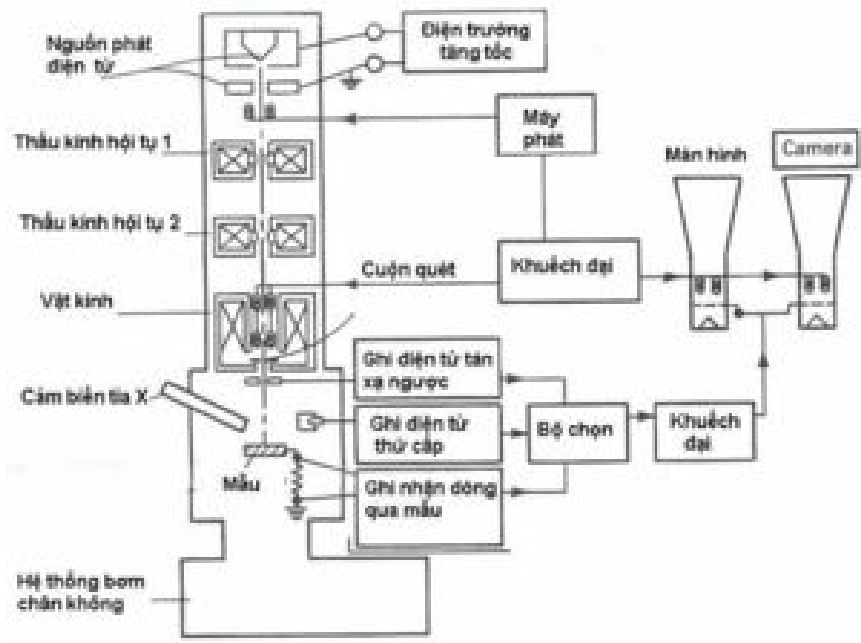 Nguồn phát
điện từ
Điện trường
tăng tốc
Máy
phát
Thấu kính hội tụ 1
Màn hình
Camera
Thấu kính hội tụ 2
Cuộn quét
Khuếch đại
Vật kính
Ghi điện tử tán
xạ ngược
Cảm biến tia X
Ghi điện tử
thứ cấp
Bộ chọn
Khuếch
đại
Mẫu
Ghi nhận dòng
qua mẫu
Hệ thống bơm
chân không